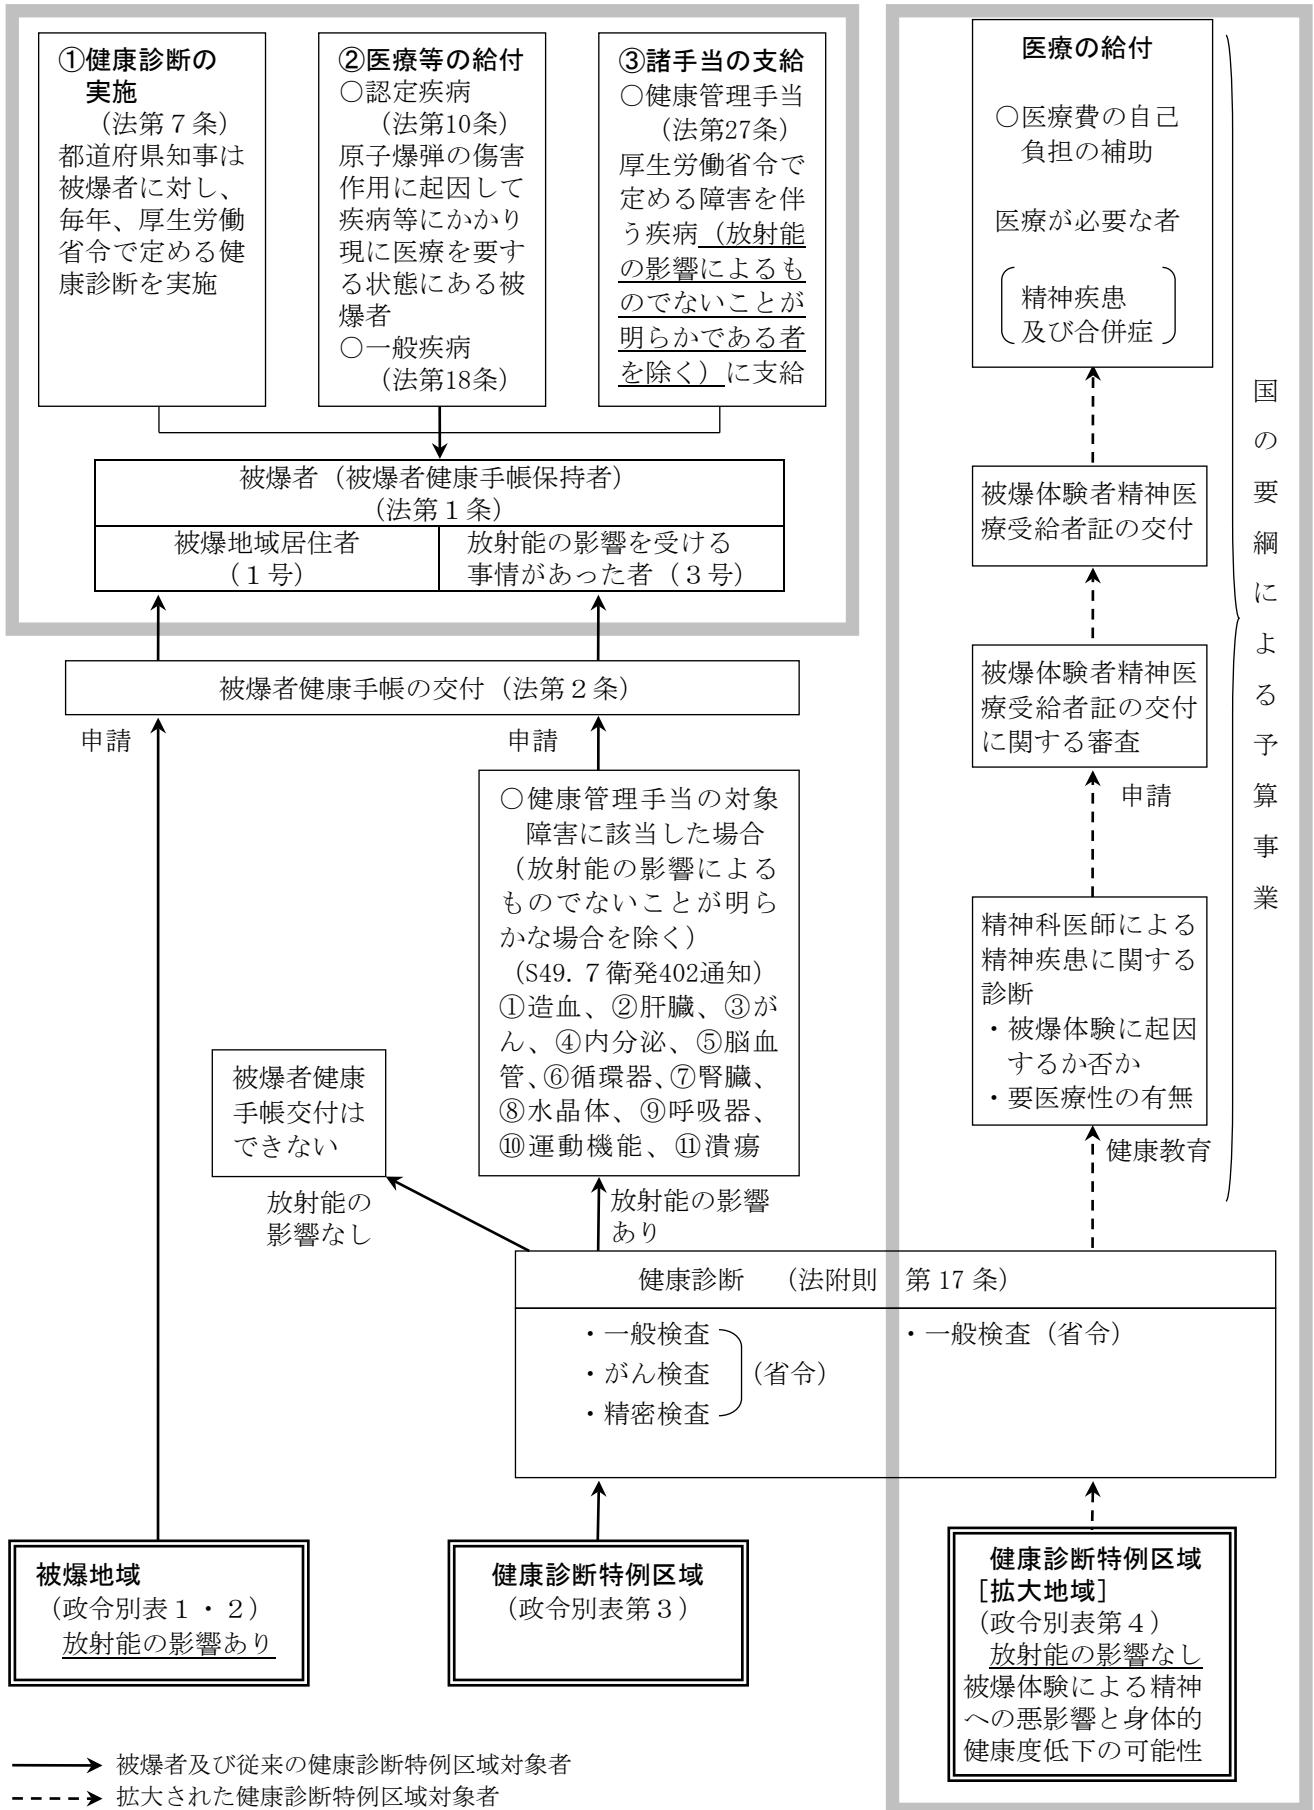 ①健康診断の
実施
（法第７条）
都道府県知事は
被爆者に対し、
毎年、厚生労働
省令で定める健
康診断を実施
②医療等の給付
○認定疾病
（法第10条）
原子爆弾の傷害
作用に起因して
疾病等にかかり
現に医療を要す
る状態にある被
爆者
○一般疾病
（法第18条）
③諸手当の支給
○健康管理手当
（法第27条）
厚生労働省令で
定める障害を伴
う疾病（放射能
の影響によるも
のでないことが
明らかである者
を除く）に支給
医療の給付
○医療費の自己
負担の補助
医療が必要な者
精神疾患
及び合併症
国の要綱による予算事業
被爆者（被爆者健康手帳保持者）
（法第１条）
被爆地域居住者
（１号）
放射能の影響を受ける
事情があった者（３号）
被爆体験者精神医
療受給者証の交付
被爆者健康手帳の交付（法第２条）
被爆体験者精神医
療受給者証の交付
に関する審査
申請
申請
申請
○健康管理手当の対象
障害に該当した場合
（放射能の影響による
ものでないことが明ら
かな場合を除く）
（S49.７衛発402通知）
①造血、②肝臓、③が
ん、④内分泌、⑤脳血
管、⑥循環器、⑦腎臓、
⑧水晶体、⑨呼吸器、
⑩運動機能、⑪潰瘍
精神科医師による
精神疾患に関する
診断
・被爆体験に起因
するか否か
・要医療性の有無
被爆者健康
手帳交付は
できない
健康教育
放射能の
影響なし
放射能の影響
あり
健康診断　（法附則　第17条）
・一般検査
・がん検査
・精密検査
（省令）
・一般検査（省令）
被爆地域
（政令別表１・２）
放射能の影響あり
健康診断特例区域
（政令別表第３）
健康診断特例区域
［拡大地域］
（政令別表第４）
放射能の影響なし
被爆体験による精神
への悪影響と身体的
健康度低下の可能性
被爆者及び従来の健康診断特例区域対象者
拡大された健康診断特例区域対象者